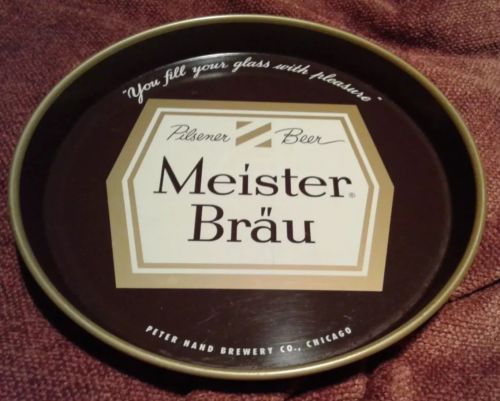 "You fill your glass with pleasure"
Pilsener Beer
Meister®
Bräu
PETER HAND BREWERY CO., CHICAGO